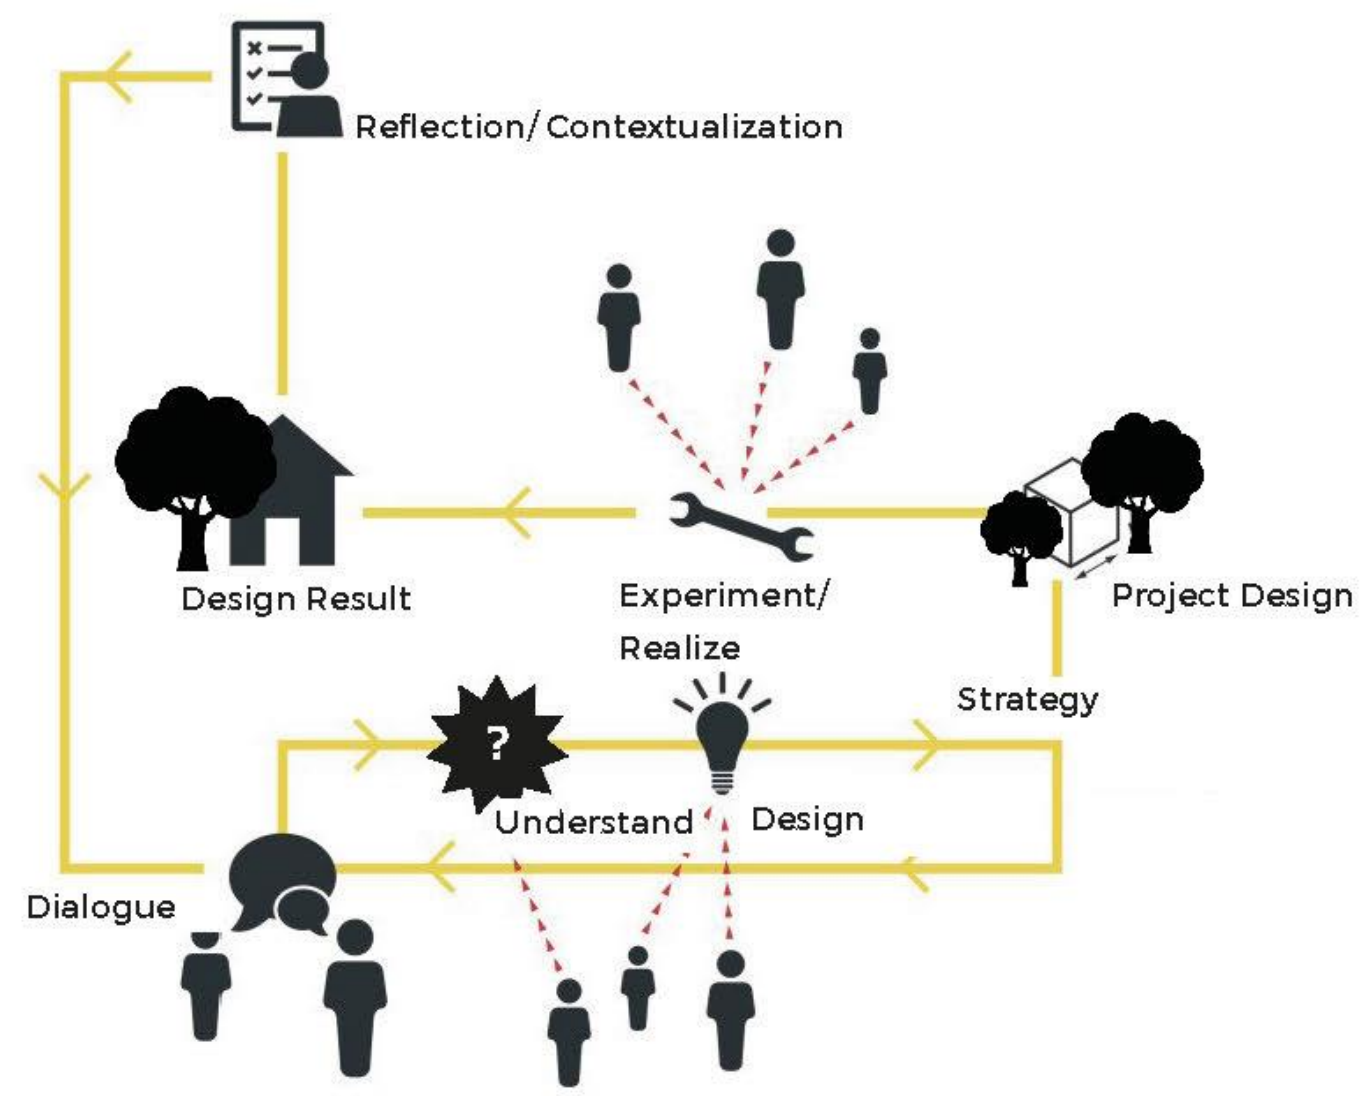 Reflection/ Contextualization
Design Result
Experiment/
Realize
Project Design
Strategy
?
Understand
Design
Dialogue